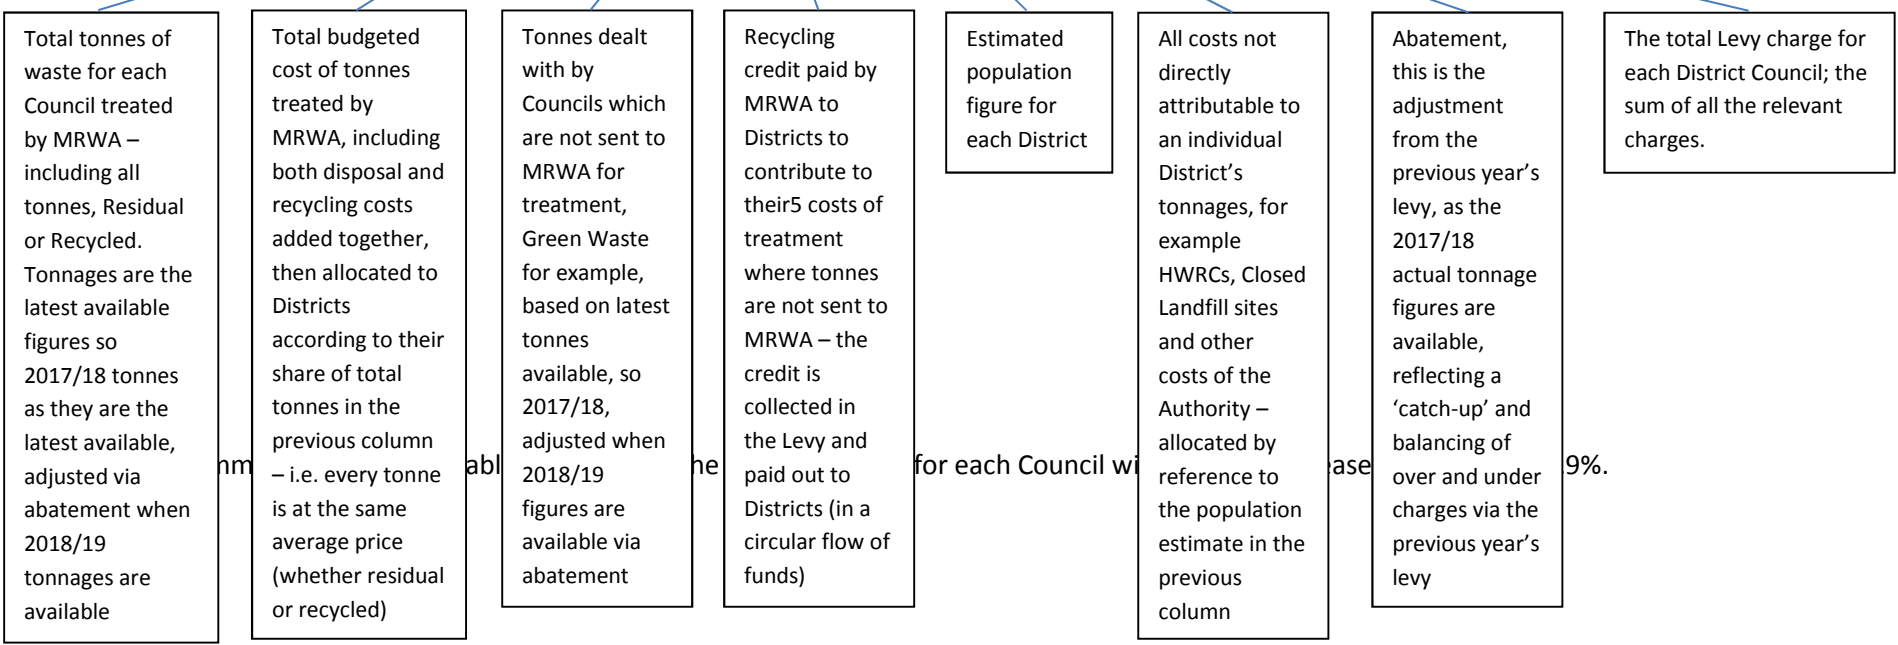 Total tonnes of
waste for each
Council treated
by MRWA –
including all
tonnes, Residual
or Recycled.
Tonnages are the
latest available
figures so
2017/18 tonnes
as they are the
latest available,
adjusted via
abatement when
2018/19
tonnages are
available
Total budgeted
cost of tonnes
treated by
MRWA, including
both disposal and
recycling costs
added together,
then allocated to
Districts
according to their
share of total
tonnes in the
previous column
– i.e. every tonne
is at the same
average price
(whether residual
or recycled)
Tonnes dealt
with by
Councils which
are not sent to
MRWA for
treatment,
Green Waste
for example,
based on latest
tonnes
available, so
2017/18,
adjusted when
2018/19
figures are
available via
abatement
Recycling
credit paid by
MRWA to
Districts to
contribute to
their5 costs of
treatment
where tonnes
are not sent to
MRWA – the
credit is
collected in
the Levy and
paid out to
Districts (in a
circular flow of
funds)
Estimated
population
figure for
each District
All costs not
directly
attributable to
an individual
District’s
tonnages, for
example
HWRCs, Closed
Landfill sites
and other
costs of the
Authority –
allocated by
reference to
the population
estimate in the
previous
column
Abatement,
this is the
adjustment
from the
previous year’s
levy, as the
2017/18
actual tonnage
figures are
available,
reflecting a
‘catch-up’ and
balancing of
over and under
charges via the
previous year’s
levy
The total Levy charge for
each District Council; the
sum of all the relevant
charges.
for each Council 9%.